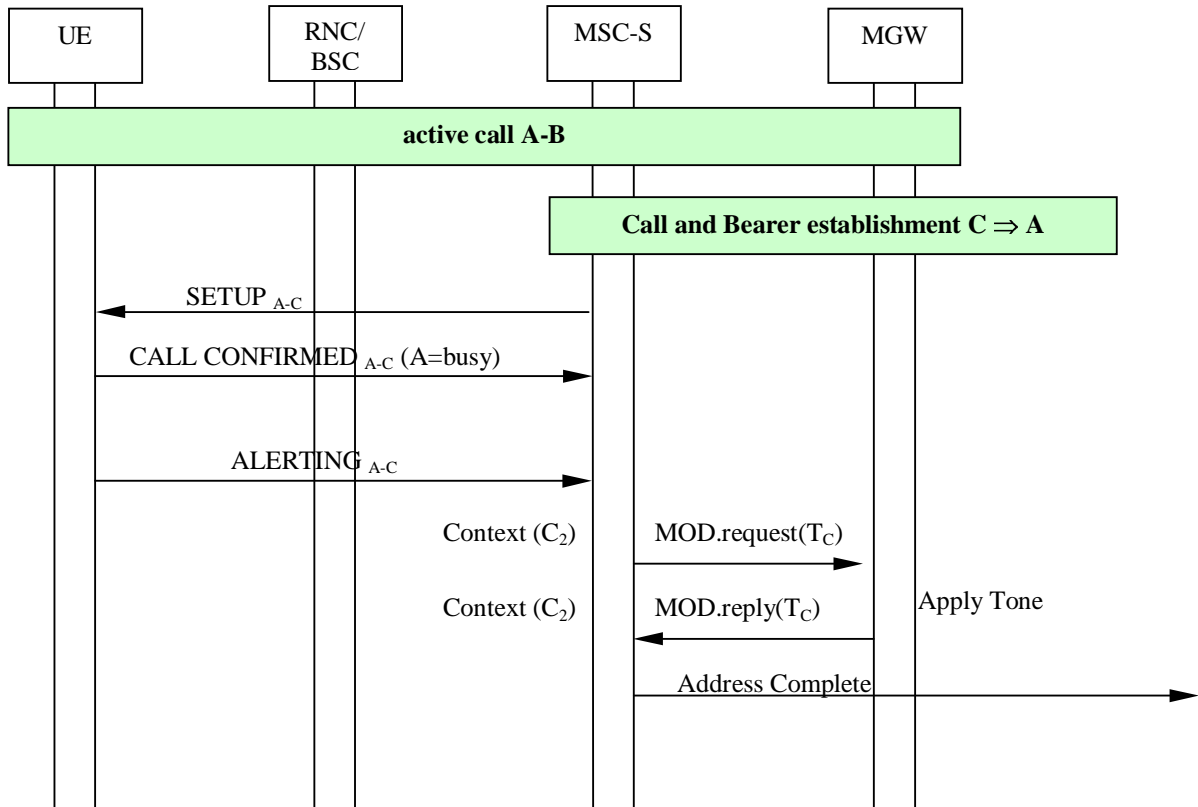 UE
RNC/
BSC
MSC-S
MGW
active call A-B
Call and Bearer establishment C ⇒ A
SETUP A-C
CALL CONFIRMED A-C (A=busy)
ALERTING A-C
Context (C2)
MOD.request(TC)
Context (C2)
MOD.reply(TC)
Apply Tone
Address Complete